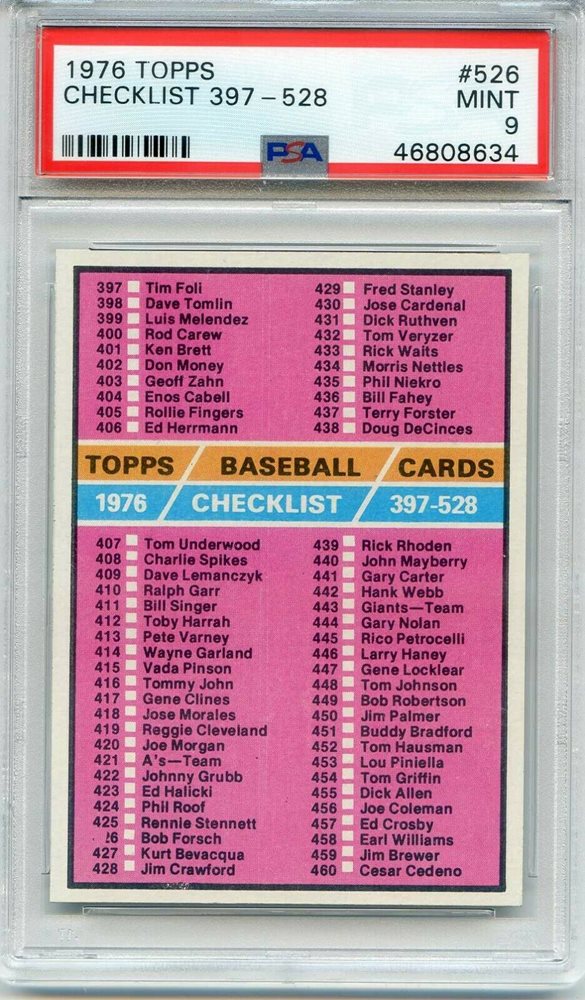 1976 TOPPS #526
CHECKLIST 397-528 MINT
9
PSA 46808634
397 Tim Foli
398 Dave Tomlin
399 Luis Melendez
400 Rod Carew
401 Ken Brett
402 Don Money
403 Geoff Zahn
404 Enos Cabell
405 Rollie Fingers
406 Ed Herrmann
429 Fred Stanley
430 Jose Cardenal
431 Dick Ruthven
432 Tom Veryzer
433 Rick Waits
434 Morris Nettles
435 Phil Niekro
436 Bill Fahey
437 Terry Forster
438 Doug DeCinces
TOPPS / BASEBALL / CARDS
1976 / CHECKLIST / 397-528
407 Tom Underwood
408 Charlie Spikes
409 Dave Lemanczyk
410 Ralph Garr
411 Bill Singer
412 Toby Harrah
413 Pete Varney
414 Wayne Garland
415 Vada Pinson
416 Tommy John
417 Gene Clines
418 Jose Morales
419 Reggie Cleveland
420 Joe Morgan
421 A's—Team
422 Johnny Grubb
423 Ed Halicki
424 Phil Roof
425 Rennie Stennett
26 Bob Forsch
427 Kurt Bevacqua
428 Jim Crawford
439 Rick Rhoden
440 John Mayberry
441 Gary Carter
442 Hank Webb
443 Giants—Team
444 Gary Nolan
445 Rico Petrocelli
446 Larry Haney
447 Gene Locklear
448 Tom Johnson
449 Bob Robertson
450 Jim Palmer
451 Buddy Bradford
452 Tom Hausman
453 Lou Piniella
454 Tom Griffin
455 Dick Allen
456 Joe Coleman
457 Ed Crosby
458 Earl Williams
459 Jim Brewer
460 Cesar Cedeno